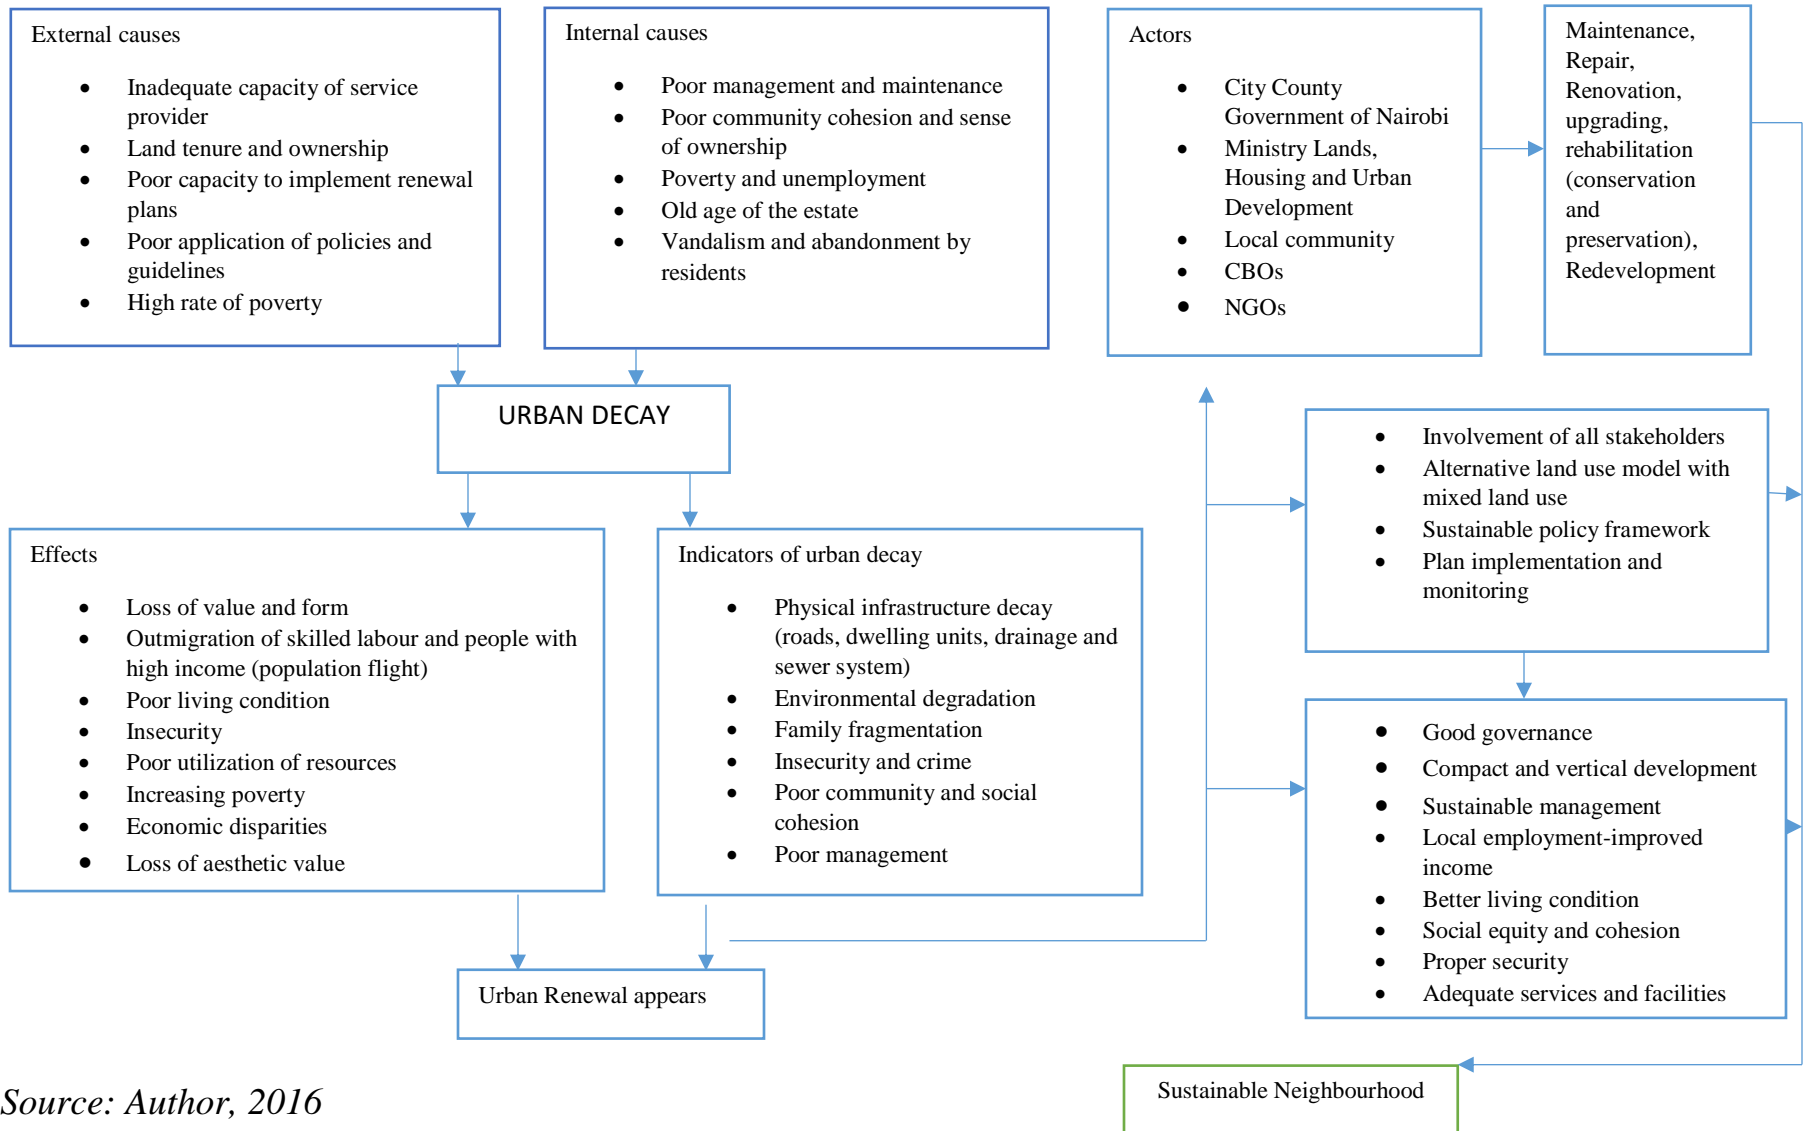 External causes
• Inadequate capacity of service
provider
• Land tenure and ownership
• Poor capacity to implement renewal
plans
• Poor application of policies and
guidelines
• High rate of poverty
Internal causes
• Poor management and maintenance
• Poor community cohesion and sense
of ownership
• Poverty and unemployment
• Old age of the estate
• Vandalism and abandonment by
residents
Actors
• City County
Government of Nairobi
• Ministry Lands,
Housing and Urban
Development
• Local community
• CBOs
• NGOs
Maintenance,
Repair,
Renovation,
upgrading,
rehabilitation
(conservation
and
preservation),
Redevelopment
URBAN DECAY
• Involvement of all stakeholders
• Alternative land use model with
mixed land use
• Sustainable policy framework
• Plan implementation and
monitoring
Effects
• Loss of value and form
• Outmigration of skilled labour and people with
high income (population flight)
• Poor living condition
• Insecurity
• Poor utilization of resources
• Increasing poverty
• Economic disparities
• Loss of aesthetic value
Indicators of urban decay
• Physical infrastructure decay
(roads, dwelling units, drainage and
sewer system)
• Environmental degradation
• Family fragmentation
• Insecurity and crime
• Poor community and social
cohesion
• Poor management
• Good governance
• Compact and vertical development
• Sustainable management
• Local employment-improved
income
• Better living condition
• Social equity and cohesion
• Proper security
• Adequate services and facilities
Urban Renewal appears
Sustainable Neighbourhood
Source: Author, 2016